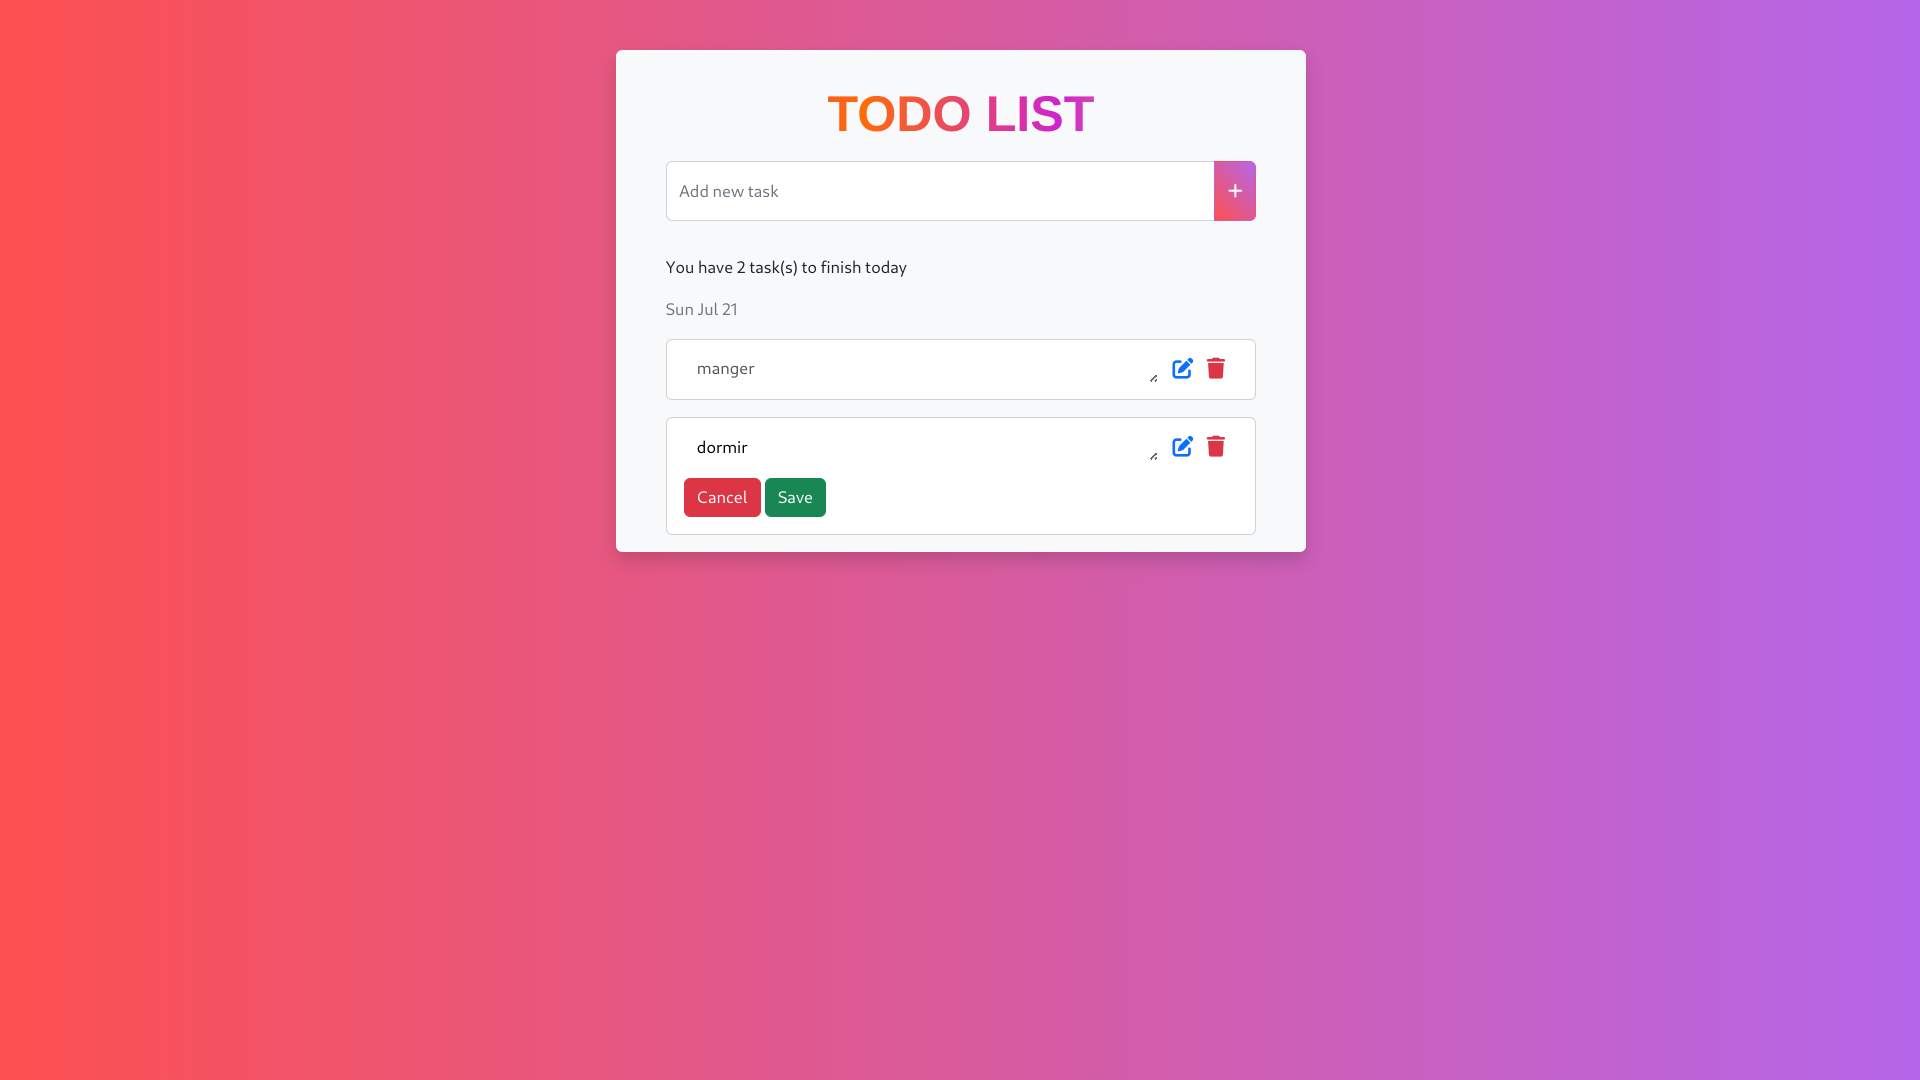 TODO LIST
Add new task
+
You have 2 task(s) to finish today
Sun Jul 21
manger
dormir
Cancel Save